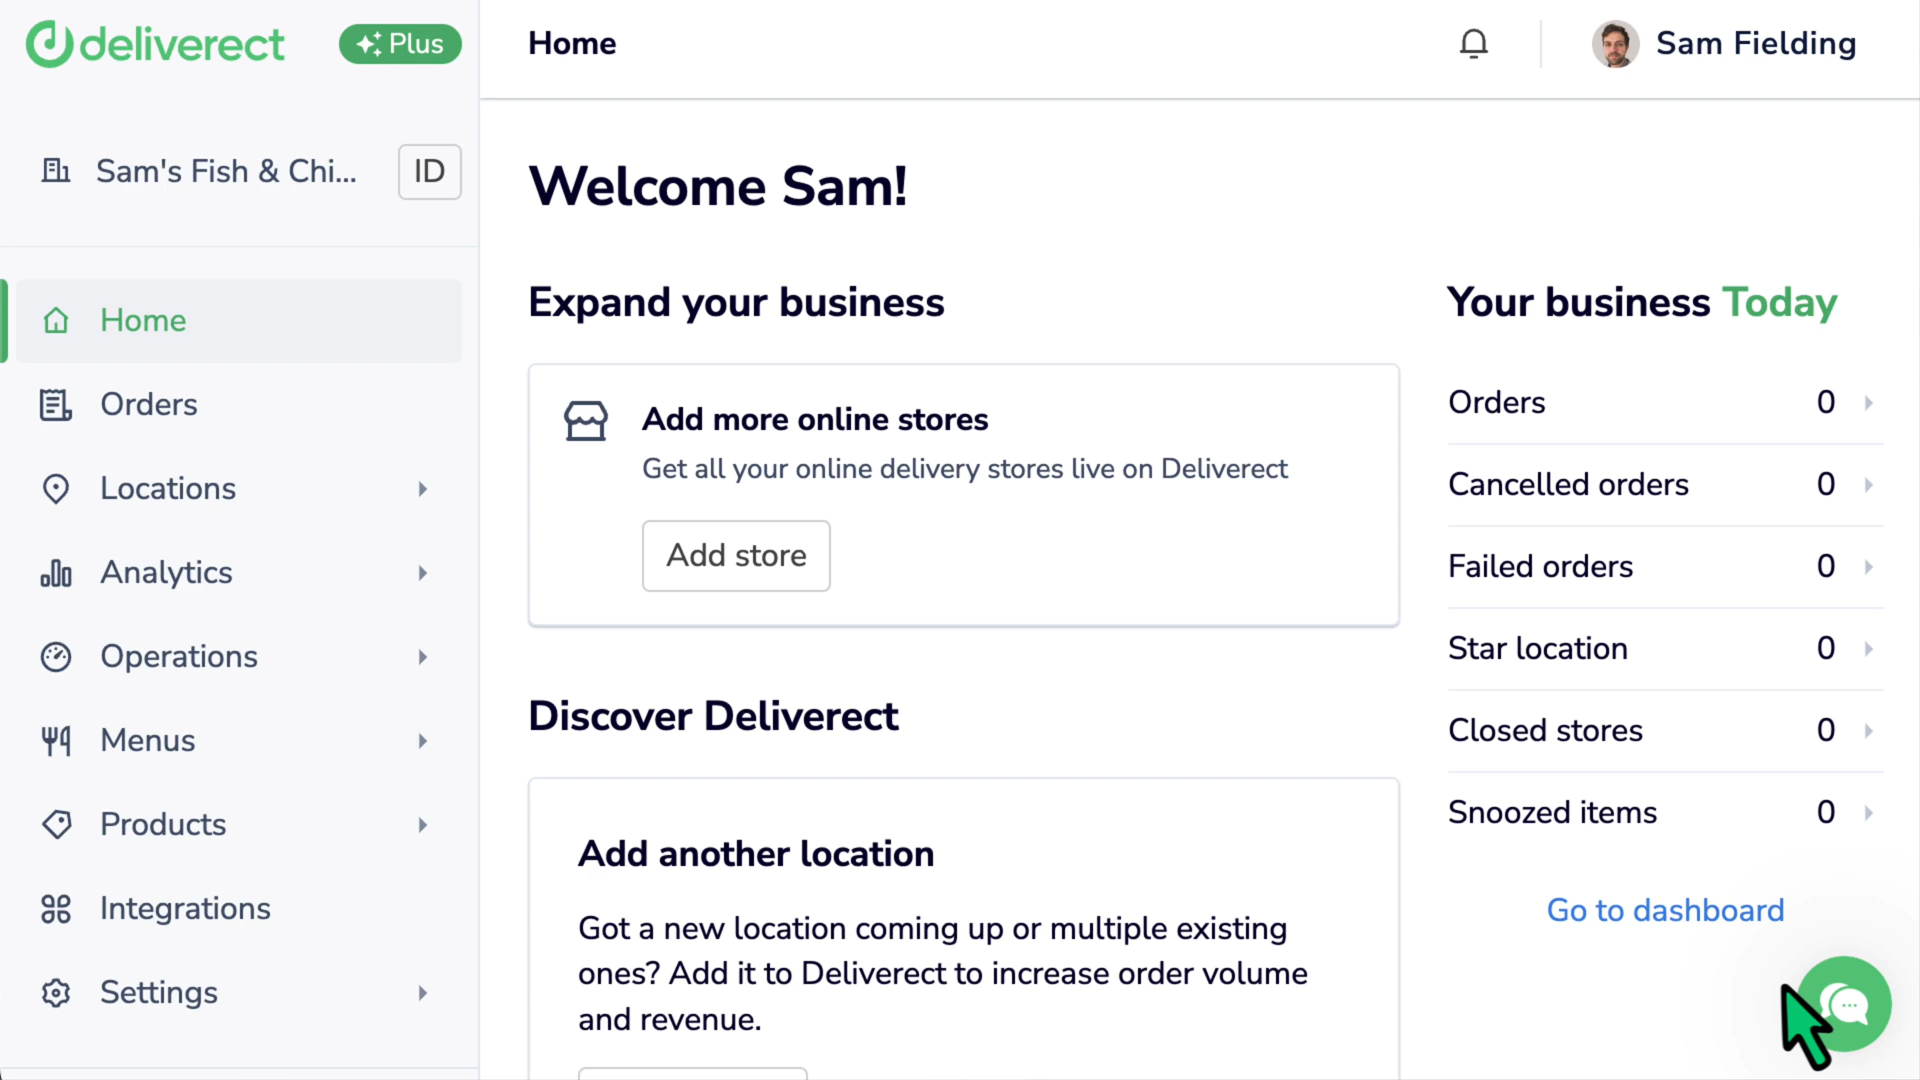 deliverect
Plus
Home
Sam Fielding
Sam's Fish & Chi...
ID
Home
Orders
Locations
Analytics
Operations
Menus
Products
Integrations
Settings
Welcome Sam!
Expand your business
Add more online stores
Get all your online delivery stores live on Deliverect
Add store
Discover Deliverect
Add another location
Got a new location coming up or multiple existing
ones? Add it to Deliverect to increase order volume
and revenue.
Your business Today
Orders 0
Cancelled orders 0
Failed orders 0
Star location 0
Closed stores 0
Snoozed items 0
Go to dashboard